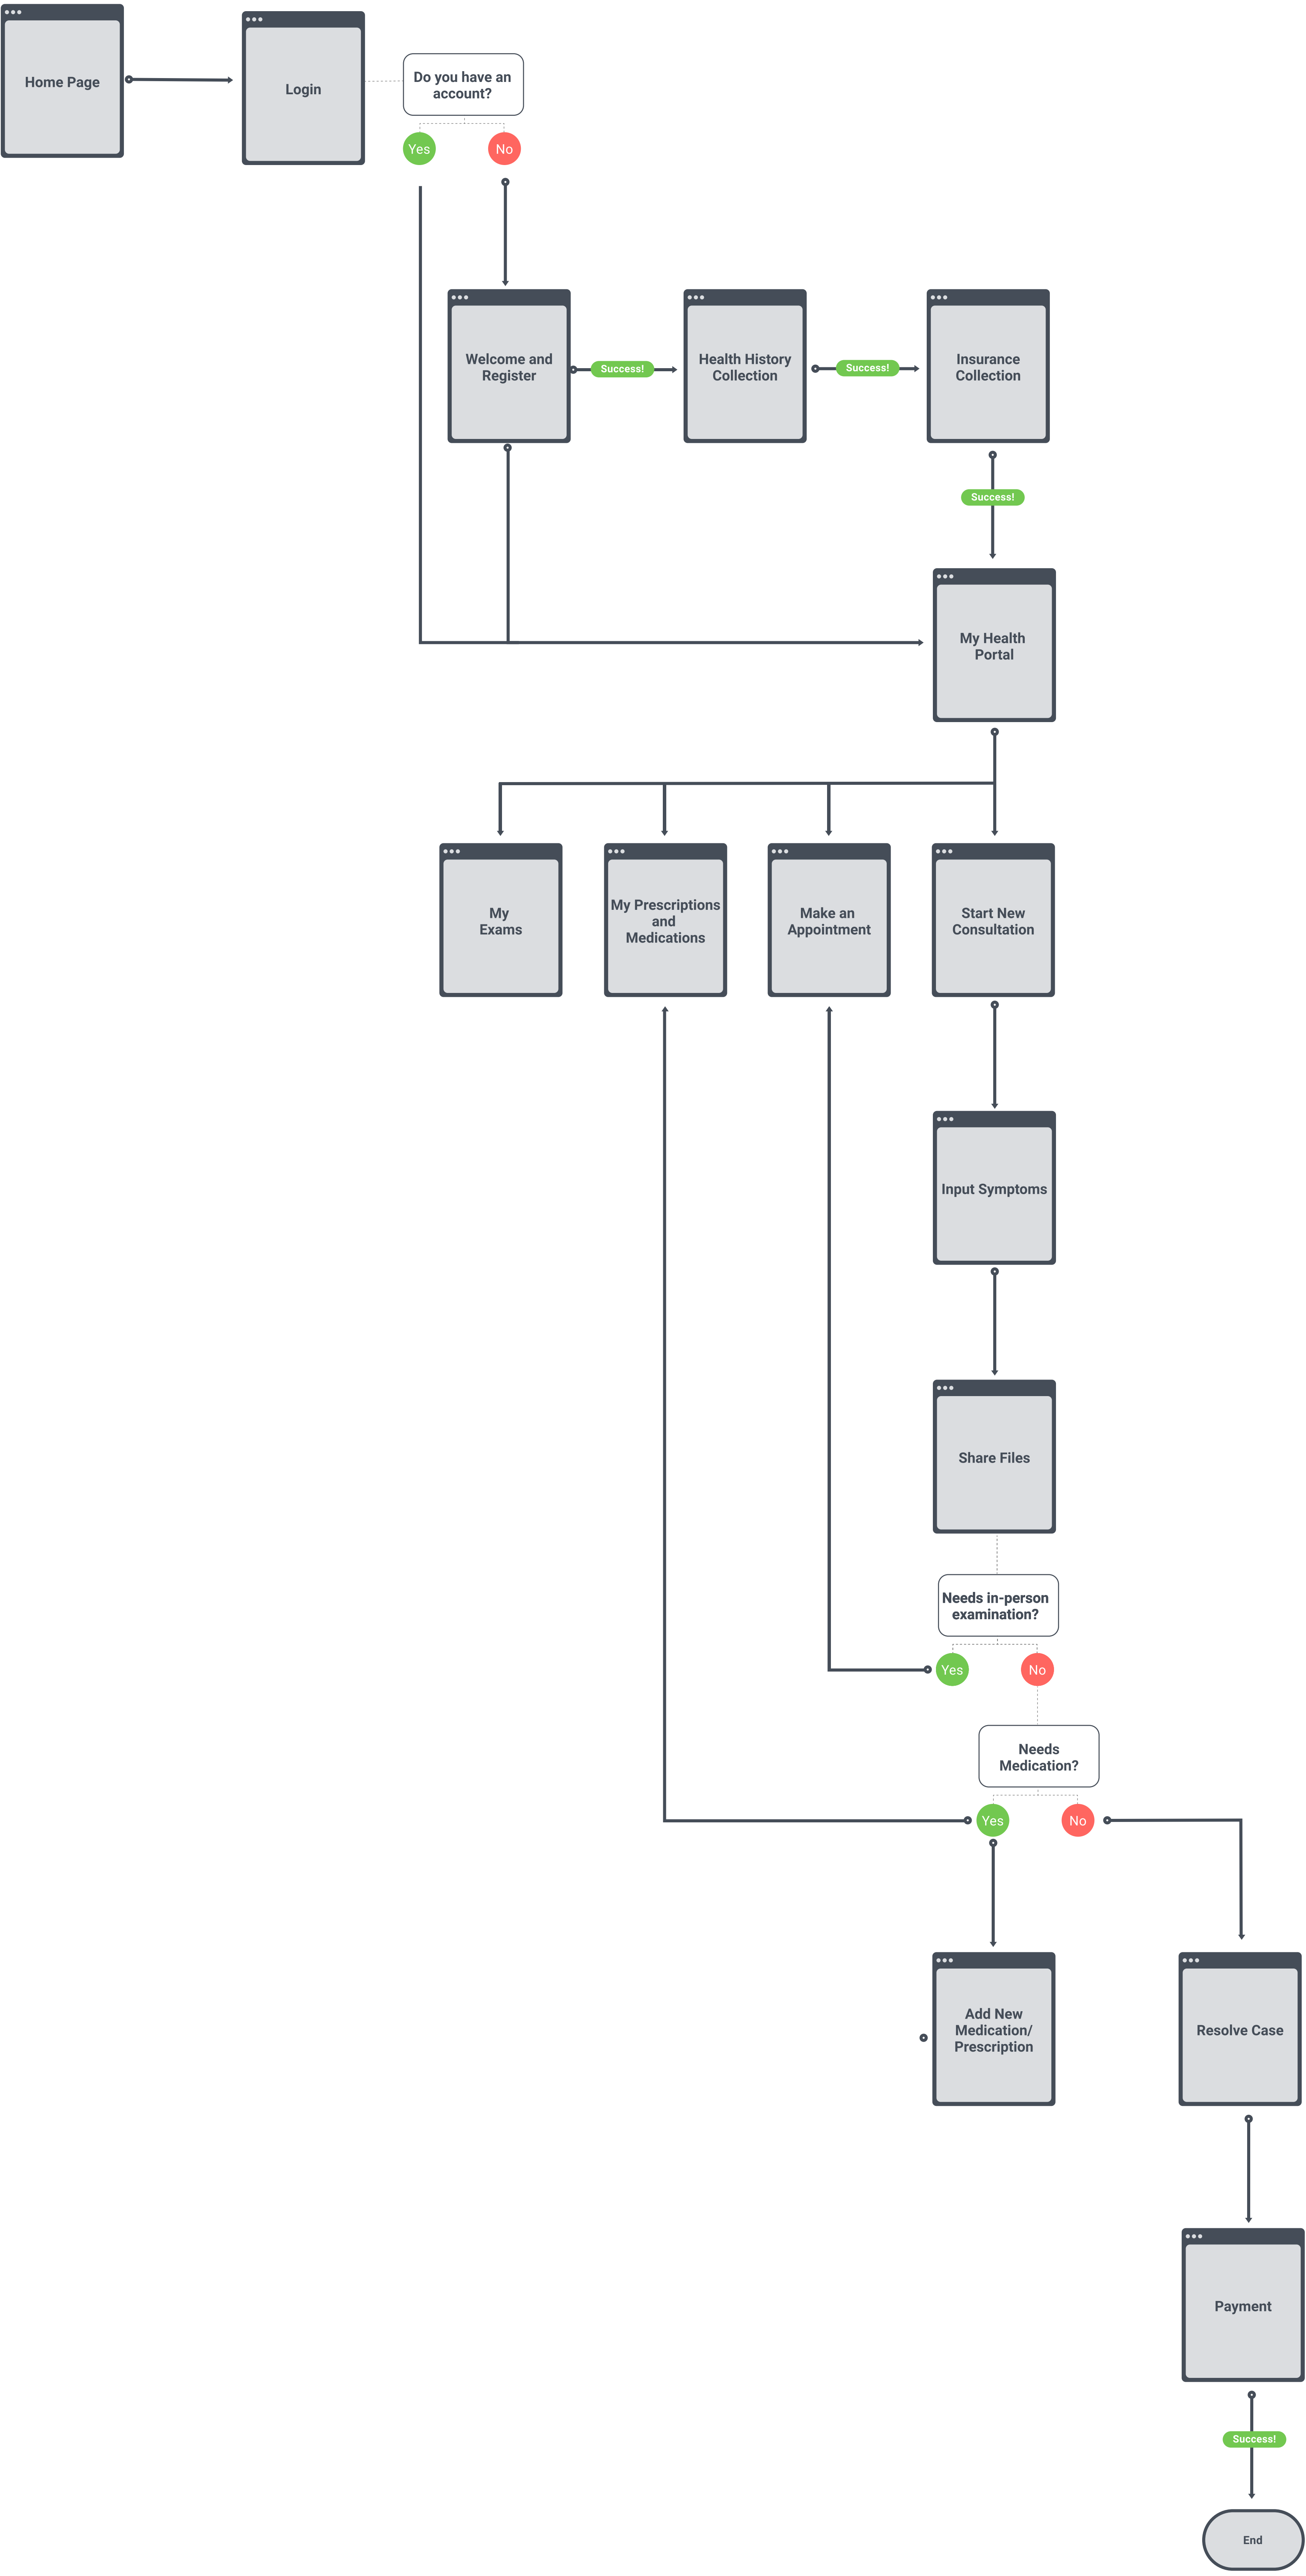 Home Page
Login
Do you have an
account?
Yes
No
Welcome and
Register
Success!
Health History
Collection
Success!
Insurance
Collection
Success!
My Health
Portal
My
Exams
My Prescriptions
and
Medications
Make an
Appointment
Start New
Consultation
Input Symptoms
Share Files
Needs in-person
examination?
Yes
No
Needs
Medication?
Yes
No
Add New
Medication/
Prescription
Resolve Case
Payment
Success!
End